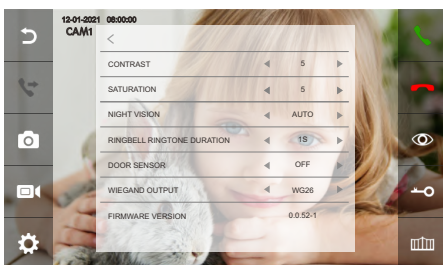 12-01-2021 08:00:00
CAM1
<
CONTRAST 5
SATURATION 5
NIGHT VISION AUTO
RINGBELL RINGTONE DURATION 1S
DOOR SENSOR OFF
WIEGAND OUTPUT WG26
FIRMWARE VERSION 0.0.52-1